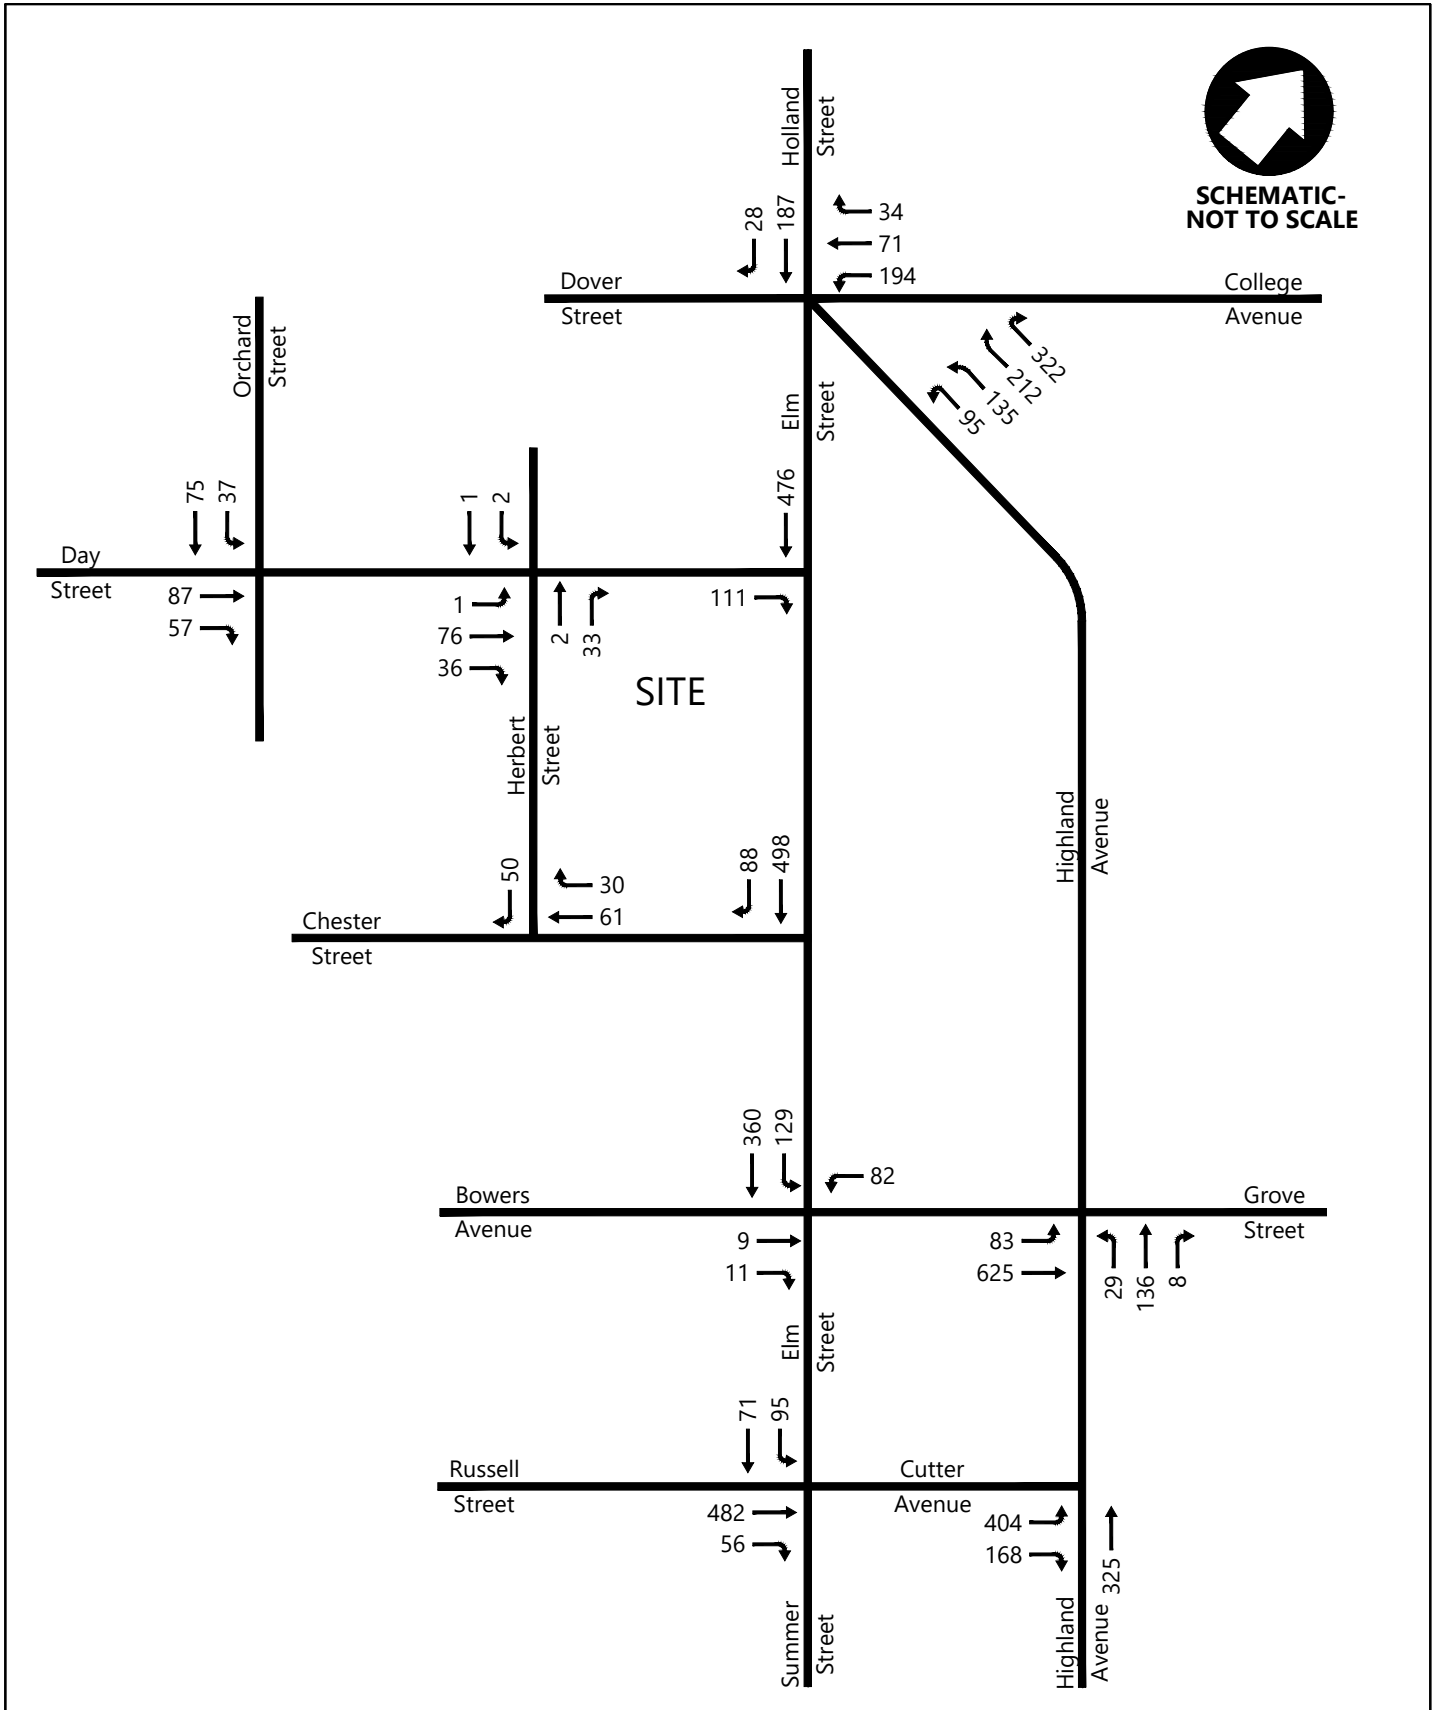 Holland
Street
SCHEMATIC-
NOT TO SCALE
28
187
34
71
194
Dover
Street
College
Avenue
Orchard
Street
322
212
135
95
Elm
Street
75
37
1
2
476
Day
Street
87
57
1
76
36
2
33
111
SITE
Herbert
Street
Highland
Avenue
50
30
61
88
498
Chester
Street
360
129
82
Bowers
Avenue
Grove
Street
9
11
83
625
29
136
8
Elm
Street
71
95
Russell
Street
Cutter
Avenue
482
56
404
168
325
Summer
Street
Highland
Avenue